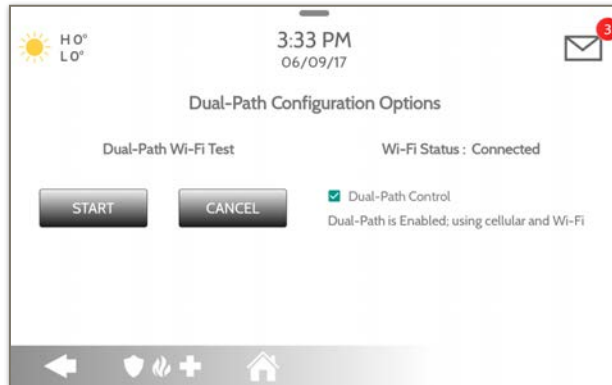 H 0°
L 0°
3:33 PM
06/09/17
3
Dual-Path Configuration Options
Dual-Path Wi-Fi Test
Wi-Fi Status : Connected
START
CANCEL
Dual-Path Control
Dual-Path is Enabled; using cellular and Wi-Fi